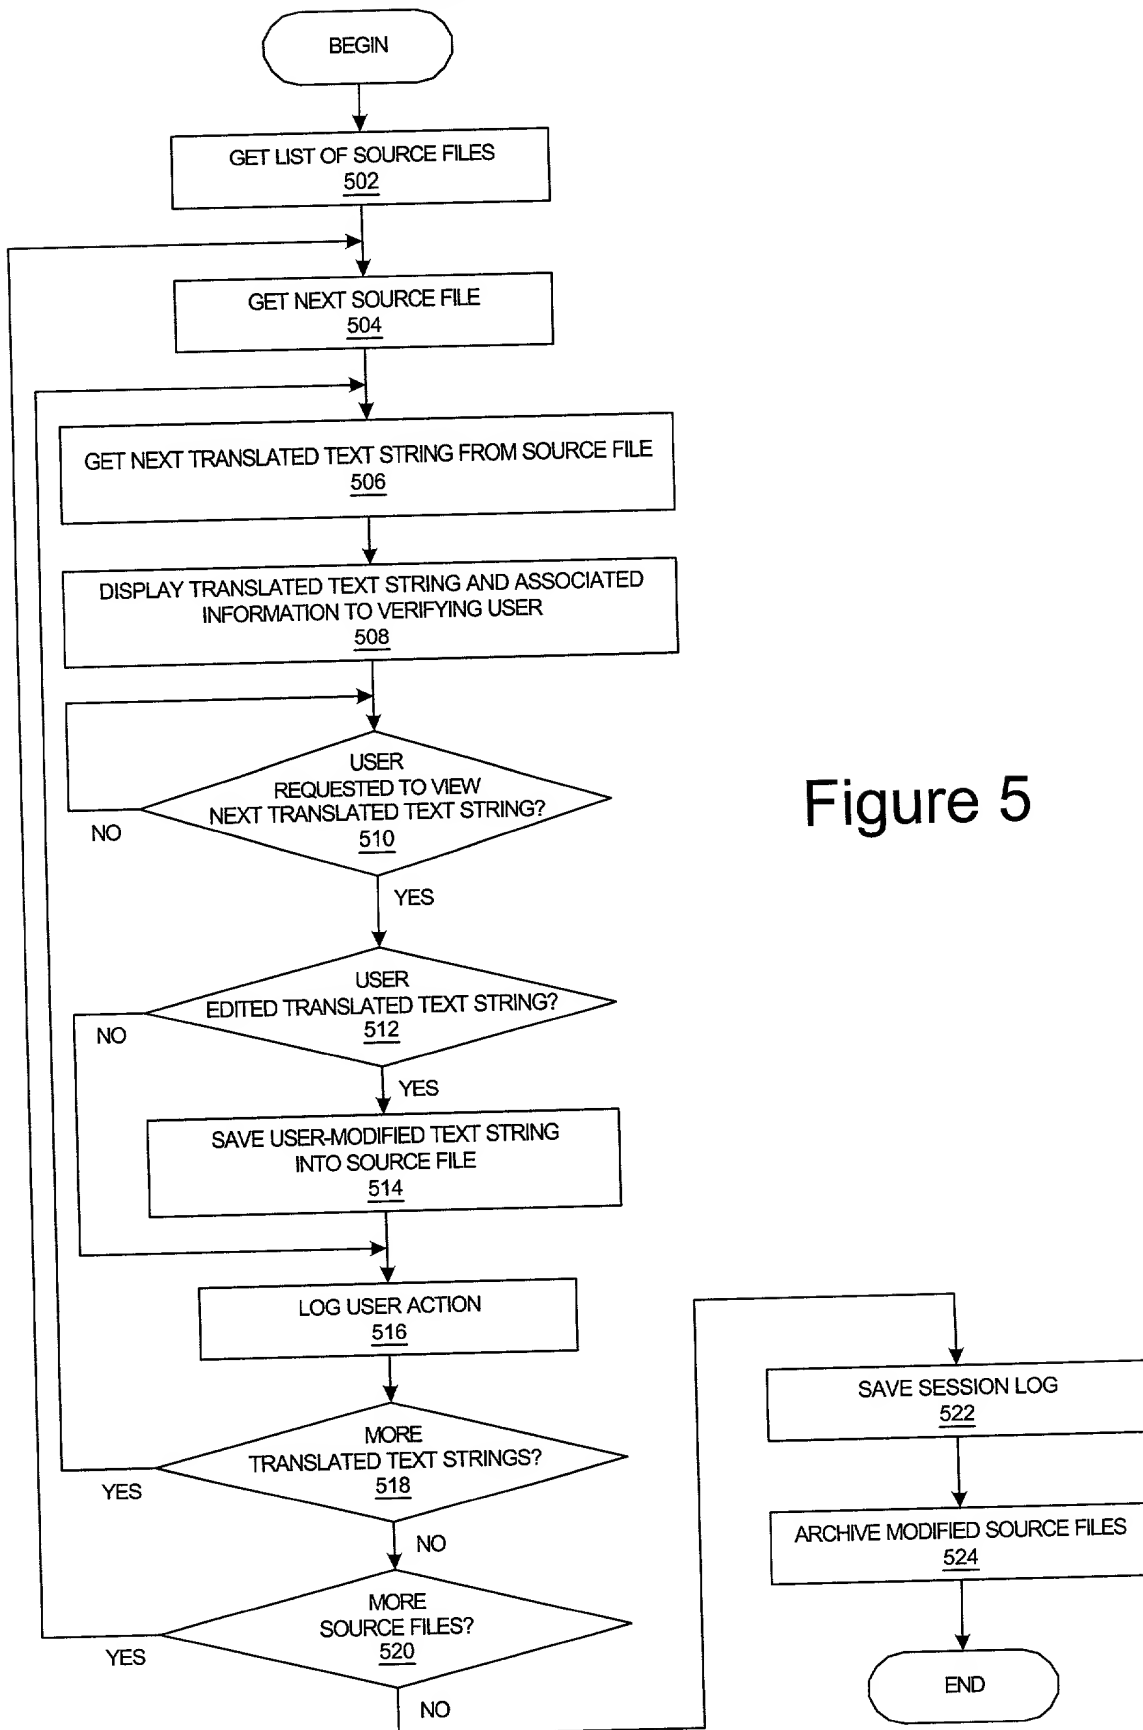 BEGIN
GET LIST OF SOURCE FILES
502
GET NEXT SOURCE FILE
504
GET NEXT TRANSLATED TEXT STRING FROM SOURCE FILE
506
DISPLAY TRANSLATED TEXT STRING AND ASSOCIATED
INFORMATION TO VERIFYING USER
508
USER
REQUESTED TO VIEW
NEXT TRANSLATED TEXT STRING?
510
NO
YES
USER
EDITED TRANSLATED TEXT STRING?
512
NO
YES
SAVE USER-MODIFIED TEXT STRING
INTO SOURCE FILE
514
LOG USER ACTION
516
MORE
TRANSLATED TEXT STRINGS?
518
YES
NO
MORE
SOURCE FILES?
520
YES
NO
SAVE SESSION LOG
522
ARCHIVE MODIFIED SOURCE FILES
524
END
Figure 5